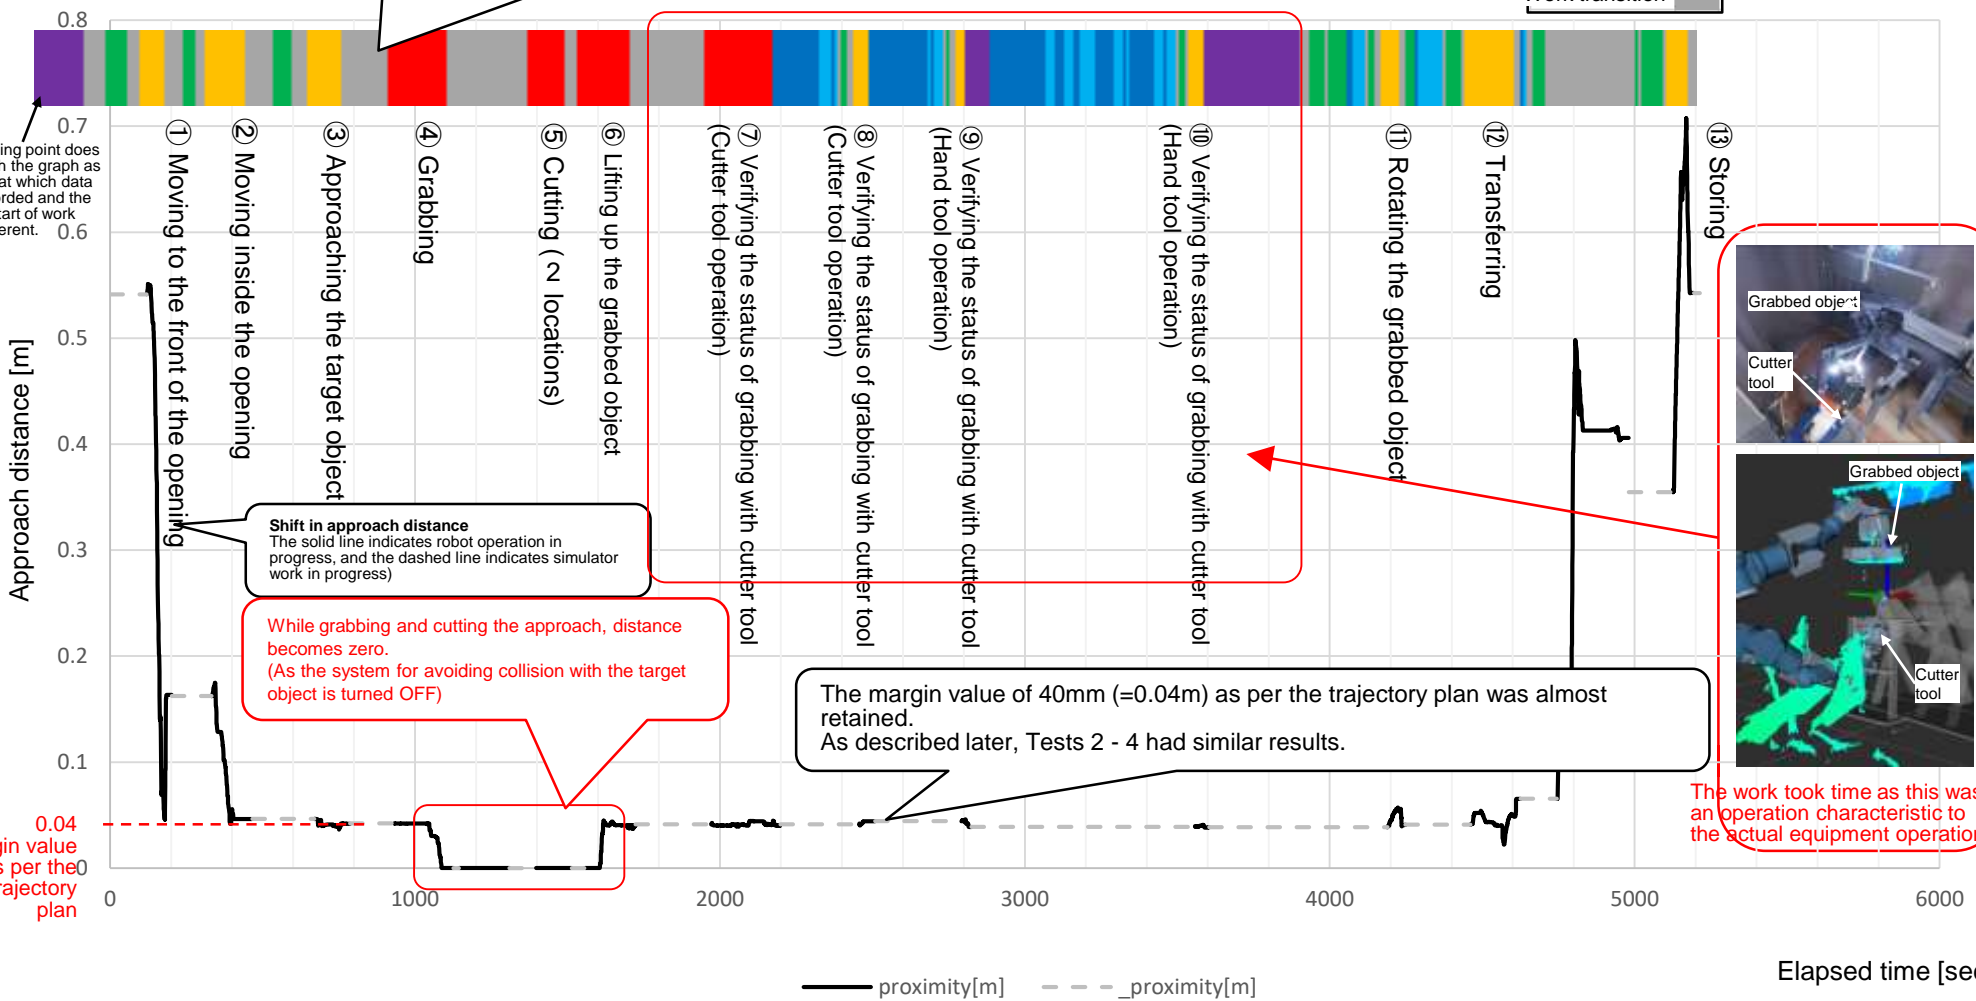 0.8
0.7
0.6
0.5
0.4
0.3
0.2
0.1
0
Approach distance [m]
ing point does
h the graph as
at which data
rded and the
tart of work
erent.
① Moving to the front of the opening
② Moving inside the opening
③ Approaching the target object
④ Grabbing
⑤ Cutting (2 locations)
⑥ Lifting up the grabbed object
⑦ Verifying the status of grabbing with cutter tool
(Cutter tool operation)
⑧ Verifying the status of grabbing with cutter tool
(Cutter tool operation)
⑨ Verifying the status of grabbing with cutter tool
(Hand tool operation)
⑩ Verifying the status of grabbing with cutter tool
(Hand tool operation)
⑪ Rotating the grabbed object
⑫ Transferring
⑬ Storing
Shift in approach distance
The solid line indicates robot operation in
progress, and the dashed line indicates simulator
work in progress)
While grabbing and cutting the approach, distance
becomes zero.
(As the system for avoiding collision with the target
object is turned OFF)
The margin value of 40mm (=0.04m) as per the trajectory plan was almost
retained.
As described later, Tests 2 - 4 had similar results.
Grabbed object
Cutter
tool
Grabbed object
Cutter
tool
The work took time as this was
an operation characteristic to
the actual equipment operation
0.04
gin value
s per the
rajectory
plan
0
1000
2000
3000
4000
5000
6000
Elapsed time [sec
proximity[m]
_proximity[m]